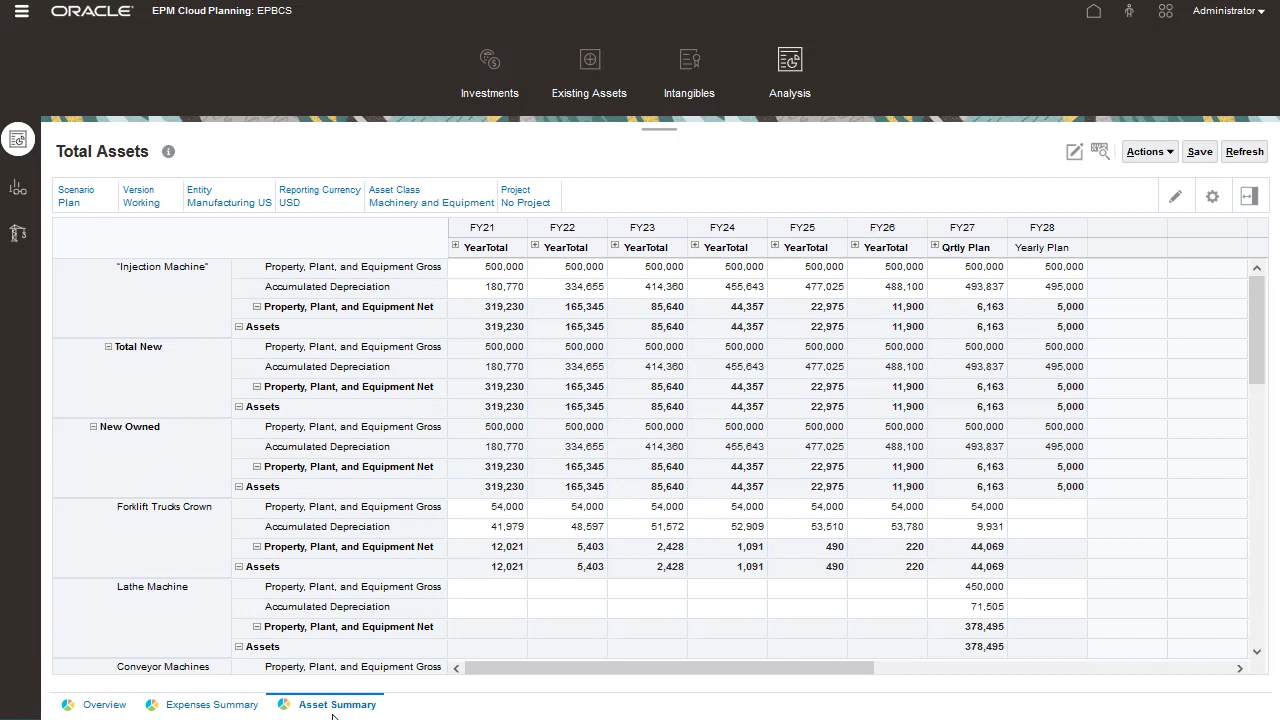 ORACLE EPM Cloud Planning: EPBCS Administrator
Investments Existing Assets Intangibles Analysis
Total Assets Actions Save Refresh
Scenario Version Entity Reporting Currency Asset Class Project
Plan Working Manufacturing US USD Machinery and Equipment No Project
FY21 FY22 FY23 FY24 FY25 FY26 FY27 FY28
YearTotal YearTotal YearTotal YearTotal YearTotal YearTotal Qrtly Plan Yearly Plan
"Injection Machine" Property, Plant, and Equipment Gross 500,000 500,000 500,000 500,000 500,000 500,000 500,000 500,000
Accumulated Depreciation 180,770 334,655 414,360 455,643 477,025 488,100 493,837 495,000
Property, Plant, and Equipment Net 319,230 165,345 85,640 44,357 22,975 11,900 6,163 5,000
Assets 319,230 165,345 85,640 44,357 22,975 11,900 6,163 5,000
Total New Property, Plant, and Equipment Gross 500,000 500,000 500,000 500,000 500,000 500,000 500,000 500,000
Accumulated Depreciation 180,770 334,655 414,360 455,643 477,025 488,100 493,837 495,000
Property, Plant, and Equipment Net 319,230 165,345 85,640 44,357 22,975 11,900 6,163 5,000
Assets 319,230 165,345 85,640 44,357 22,975 11,900 6,163 5,000
New Owned Property, Plant, and Equipment Gross 500,000 500,000 500,000 500,000 500,000 500,000 500,000 500,000
Accumulated Depreciation 180,770 334,655 414,360 455,643 477,025 488,100 493,837 495,000
Property, Plant, and Equipment Net 319,230 165,345 85,640 44,357 22,975 11,900 6,163 5,000
Assets 319,230 165,345 85,640 44,357 22,975 11,900 6,163 5,000
Forklift Trucks Crown Property, Plant, and Equipment Gross 54,000 54,000 54,000 54,000 54,000 54,000 54,000
Accumulated Depreciation 41,979 48,597 51,572 52,909 53,510 53,780 9,931
Property, Plant, and Equipment Net 12,021 5,403 2,428 1,091 490 220 44,069
Assets 12,021 5,403 2,428 1,091 490 220 44,069
Lathe Machine Property, Plant, and Equipment Gross 450,000
Accumulated Depreciation 71,505
Property, Plant, and Equipment Net 378,495
Assets 378,495
Conveyor Machines Property, Plant, and Equipment Gross
Overview Expenses Summary Asset Summary